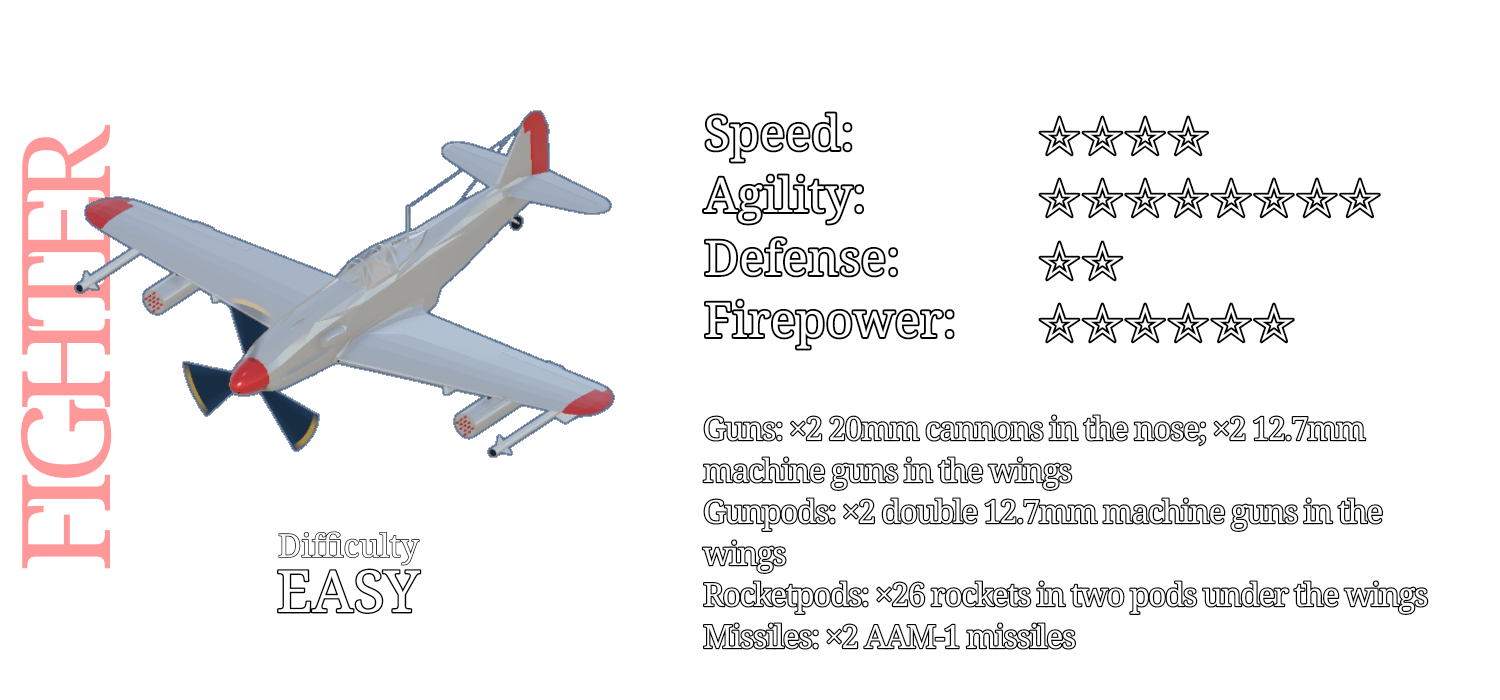 FIGHTER
Difficulty
EASY
Speed: ☆☆☆☆
Agility: ☆☆☆☆☆☆☆☆
Defense: ☆☆
Firepower: ☆☆☆☆☆☆
Guns: ×2 20mm cannons in the nose; ×2 12.7mm
machine guns in the wings
Gunpods: ×2 double 12.7mm machine guns in the
wings
Rocketpods: ×26 rockets in two pods under the wings
Missiles: ×2 AAM-1 missiles